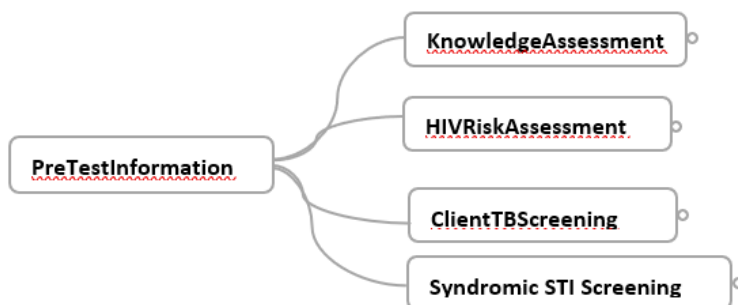 KnowledgeAssessment
HIVRiskAssessment
PreTestInformation
ClientTBScreening
Syndromic STI Screening